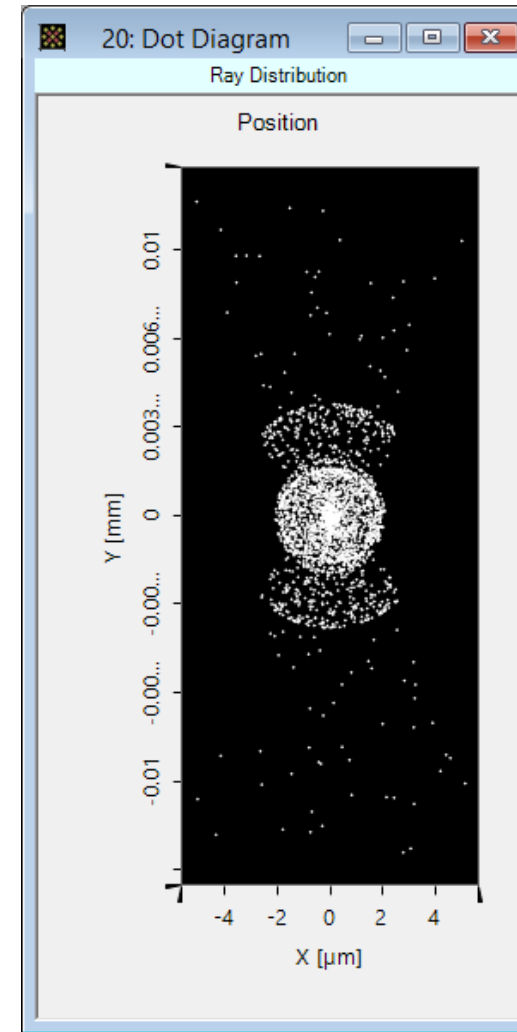 20: Dot Diagram
Ray Distribution
Position
0.01
0.006...
0.003...
0
-0.00...
-0.00...
-0.01
Y [mm]
-4 -2 0 2 4
X [µm]